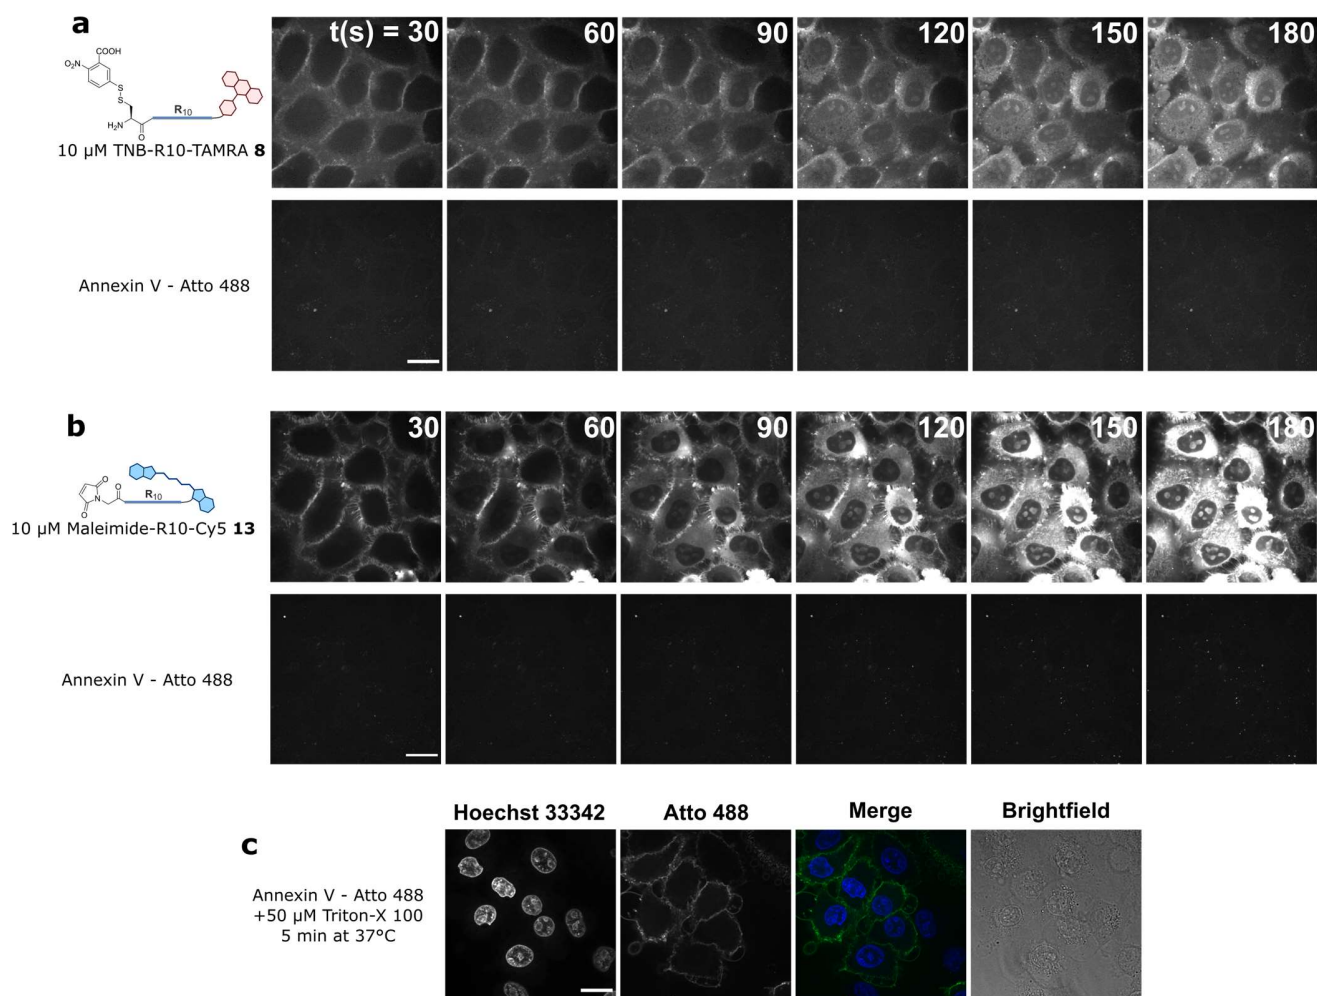 a
t(s) = 30
60
90
120
150
180
COOH
O₂N
S
S
R₁₀
H₂N
O
10 µM TNB-R10-TAMRA 8
Annexin V - Atto 488
b
30
60
90
120
150
180
O
O
N
R₁₀
O
10 µM Maleimide-R10-Cy5 13
Annexin V - Atto 488
c
Hoechst 33342
Atto 488
Merge
Brightfield
Annexin V - Atto 488
+50 µM Triton-X 100
5 min at 37°C